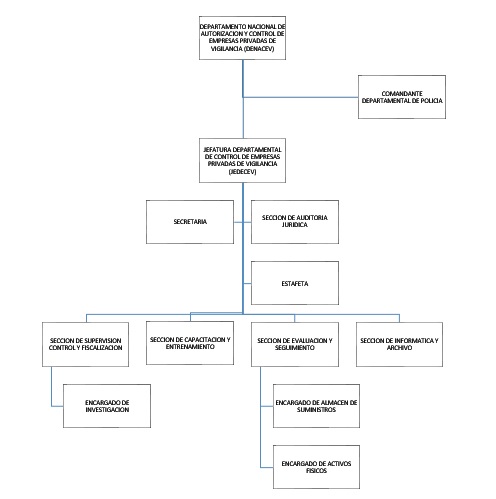 DEPARTAMENTO NACIONAL DE
AUTORIZACION Y CONTROL DE
EMPRESAS PRIVADAS DE
VIGILANCIA (DENACEV)
COMANDANTE
DEPARTAMENTAL DE POLICIA
JEFATURA DEPARTAMENTAL
DE CONTROL DE EMPRESAS
PRIVADAS DE VIGILANCIA
(JEDECEV)
SECRETARIA
SECCION DE AUDITORIA
JURIDICA
ESTAFETA
SECCION DE SUPERVISION
CONTROL Y FISCALIZACION
SECCION DE CAPACITACION Y
ENTRENAMIENTO
SECCION DE EVALUACION Y
SEGUIMIENTO
SECCION DE INFORMATICA Y
ARCHIVO
ENCARGADO DE
INVESTIGACION
ENCARGADO DE ALMACEN DE
SUMINISTROS
ENCARGADO DE ACTIVOS
FISICOS